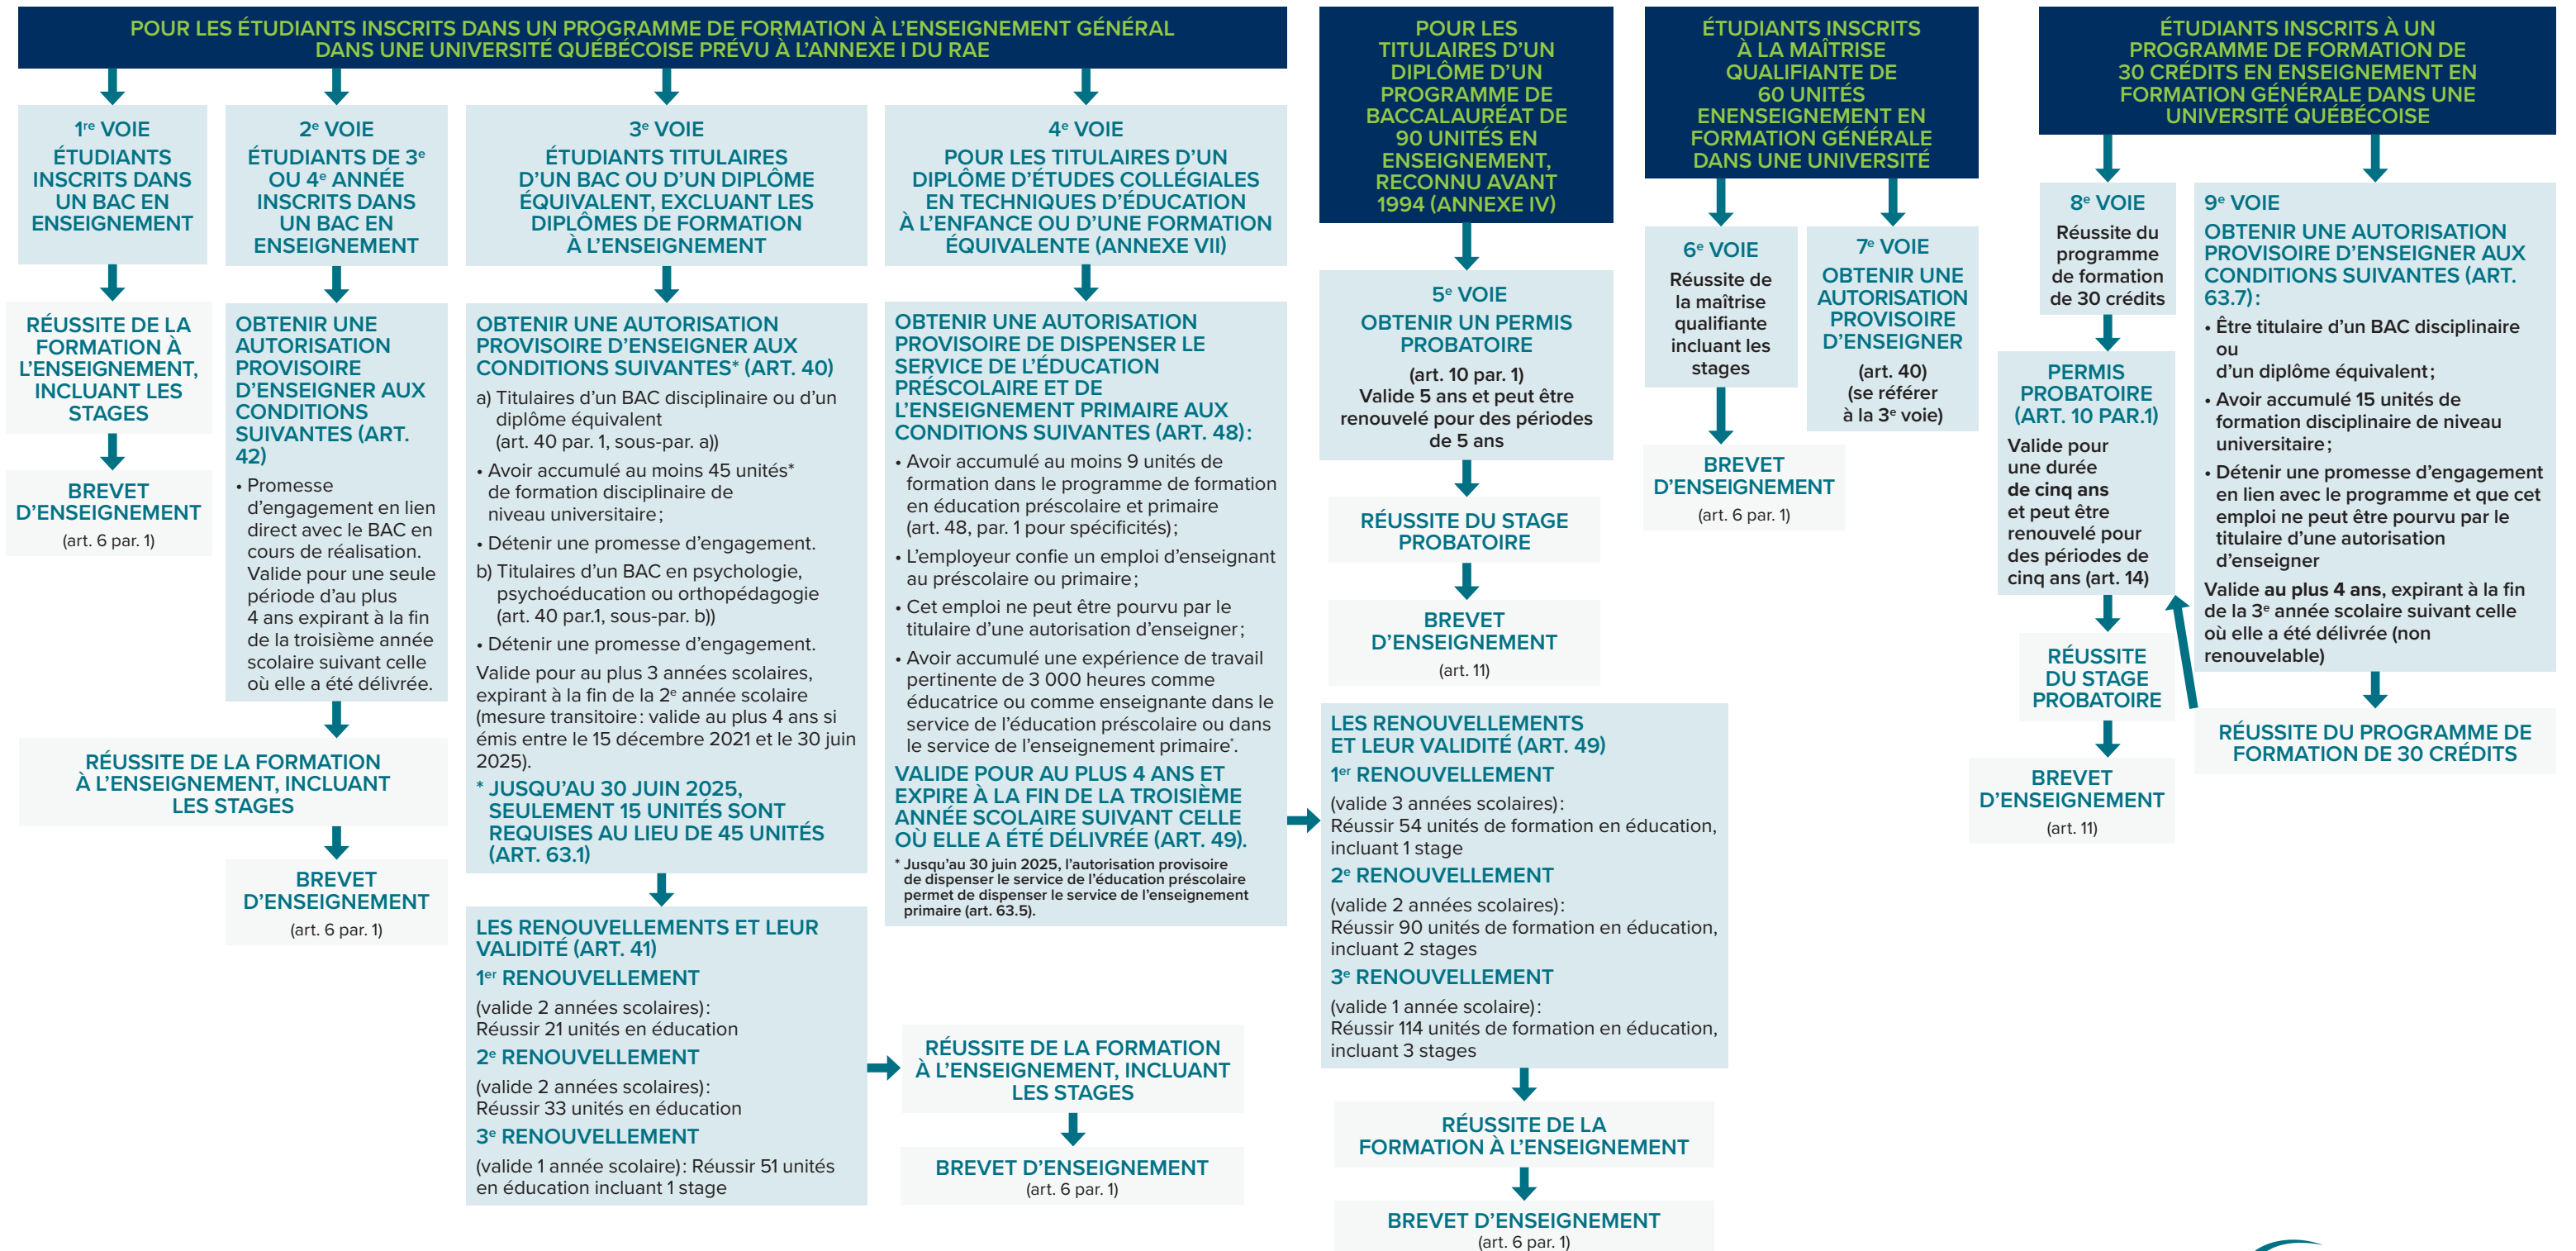 POUR LES ÉTUDIANTS INSCRITS DANS UN PROGRAMME DE FORMATION À L'ENSEIGNEMENT GÉNÉRAL
DANS UNE UNIVERSITÉ QUÉBÉCOISE PRÉVU À L'ANNEXE I DU RAE
1re VOIE
ÉTUDIANTS
INSCRITS DANS
UN BAC EN
ENSEIGNEMENT
RÉUSSITE DE LA
FORMATION À
L'ENSEIGNEMENT,
INCLUANT LES
STAGES
BREVET
D'ENSEIGNEMENT
(art. 6 par. 1)
2e VOIE
ÉTUDIANTS DE 3e
OU 4e ANNÉE
INSCRITS DANS
UN BAC EN
ENSEIGNEMENT
OBTENIR UNE
AUTORISATION
PROVISOIRE
D'ENSEIGNER AUX
CONDITIONS
SUIVANTES (ART.
42)
• Promesse
d'engagement en lien
direct avec le BAC en
cours de réalisation.
Valide pour une seule
période d'au plus
4 ans expirant à la fin
de la troisième année
scolaire suivant celle
où elle a été délivrée.
RÉUSSITE DE LA FORMATION
À L'ENSEIGNEMENT, INCLUANT
LES STAGES
BREVET
D'ENSEIGNEMENT
(art. 6 par. 1)
3e VOIE
ÉTUDIANTS TITULAIRES
D'UN BAC OU D'UN DIPLÔME
ÉQUIVALENT, EXCLUANT LES
DIPLÔMES DE FORMATION
À L'ENSEIGNEMENT
OBTENIR UNE AUTORISATION
PROVISOIRE D'ENSEIGNER AUX
CONDITIONS SUIVANTES* (ART. 40)
a) Titulaires d'un BAC disciplinaire ou d'un
diplôme équivalent
(art. 40 par. 1, sous-par. a))
• Avoir accumulé au moins 45 unités*
de formation disciplinaire de
niveau universitaire;
• Détenir une promesse d'engagement.
b) Titulaires d'un BAC en psychologie,
psychoéducation ou orthopédagogie
(art. 40 par.1, sous-par. b))
• Détenir une promesse d'engagement.
Valide pour au plus 3 années scolaires,
expirant à la fin de la 2e année scolaire
(mesure transitoire: valide au plus 4 ans si
émis entre le 15 décembre 2021 et le 30 juin
2025).
* JUSQU'AU 30 JUIN 2025,
SEULEMENT 15 UNITÉS SONT
REQUISES AU LIEU DE 45 UNITÉS
(ART. 63.1)
LES RENOUVELLEMENTS ET LEUR
VALIDITÉ (ART. 41)
1er RENOUVELLEMENT
(valide 2 années scolaires):
Réussir 21 unités en éducation
2e RENOUVELLEMENT
(valide 2 années scolaires):
Réussir 33 unités en éducation
3e RENOUVELLEMENT
(valide 1 année scolaire): Réussir 51 unités
en éducation incluant 1 stage
RÉUSSITE DE LA FORMATION
À L'ENSEIGNEMENT, INCLUANT
LES STAGES
BREVET D'ENSEIGNEMENT
(art. 6 par. 1)
4e VOIE
POUR LES TITULAIRES D'UN
DIPLÔME D'ÉTUDES COLLÉGIALES
EN TECHNIQUES D'ÉDUCATION
À L'ENFANCE OU D'UNE FORMATION
ÉQUIVALENTE (ANNEXE VII)
OBTENIR UNE AUTORISATION
PROVISOIRE DE DISPENSER LE
SERVICE DE L'ÉDUCATION
PRÉSCOLAIRE ET DE
L'ENSEIGNEMENT PRIMAIRE AUX
CONDITIONS SUIVANTES (ART. 48):
• Avoir accumulé au moins 9 unités de
formation dans le programme de formation
en éducation préscolaire et primaire
(art. 48, par. 1 pour spécificités);
• L'employeur confie un emploi d'enseignant
au préscolaire ou primaire;
• Cet emploi ne peut être pourvu par le
titulaire d'une autorisation d'enseigner;
• Avoir accumulé une expérience de travail
pertinente de 3 000 heures comme
éducatrice ou comme enseignante dans le
service de l'éducation préscolaire ou dans
le service de l'enseignement primaire*.
VALIDE POUR AU PLUS 4 ANS ET
EXPIRE À LA FIN DE LA TROISIÈME
ANNÉE SCOLAIRE SUIVANT CELLE
OÙ ELLE A ÉTÉ DÉLIVRÉE (ART. 49).
* Jusqu'au 30 juin 2025, l'autorisation provisoire
de dispenser le service de l'éducation préscolaire
permet de dispenser le service de l'enseignement
primaire (art. 63.5).
LES RENOUVELLEMENTS
ET LEUR VALIDITÉ (ART. 49)
1er RENOUVELLEMENT
(valide 3 années scolaires):
Réussir 54 unités de formation en éducation,
incluant 1 stage
2e RENOUVELLEMENT
(valide 2 années scolaires):
Réussir 90 unités de formation en éducation,
incluant 2 stages
3e RENOUVELLEMENT
(valide 1 année scolaire):
Réussir 114 unités de formation en éducation,
incluant 3 stages
RÉUSSITE DE LA
FORMATION À L'ENSEIGNEMENT
BREVET D'ENSEIGNEMENT
(art. 6 par. 1)
POUR LES
TITULAIRES D'UN
DIPLÔME D'UN
PROGRAMME DE
BACCALAURÉAT DE
90 UNITÉS EN
ENSEIGNEMENT,
RECONNU AVANT
1994 (ANNEXE IV)
5e VOIE
OBTENIR UN PERMIS
PROBATOIRE
(art. 10 par. 1)
Valide 5 ans et peut être
renouvelé pour des périodes
de 5 ans
RÉUSSITE DU STAGE
PROBATOIRE
BREVET
D'ENSEIGNEMENT
(art. 11)
ÉTUDIANTS INSCRITS
À LA MAÎTRISE
QUALIFIANTE DE
60 UNITÉS
ENENSEIGNEMENT EN
FORMATION GÉNÉRALE
DANS UNE UNIVERSITÉ
6e VOIE
Réussite de
la maîtrise
qualifiante
incluant les
stages
BREVET
D'ENSEIGNEMENT
(art. 6 par. 1)
7e VOIE
OBTENIR UNE
AUTORISATION
PROVISOIRE
D'ENSEIGNER
(art. 40)
(se référer
à la 3e voie)
ÉTUDIANTS INSCRITS À UN
PROGRAMME DE FORMATION DE
30 CRÉDITS EN ENSEIGNEMENT EN
FORMATION GÉNÉRALE DANS UNE
UNIVERSITÉ QUÉBÉCOISE
8e VOIE
Réussite du
programme
de formation
de 30 crédits
PERMIS
PROBATOIRE
(ART. 10 PAR.1)
Valide pour
une durée
de cinq ans
et peut être
renouvelé pour
des périodes de
cinq ans (art. 14)
RÉUSSITE
DU STAGE
PROBATOIRE
BREVET
D'ENSEIGNEMENT
(art. 11)
9e VOIE
OBTENIR UNE AUTORISATION
PROVISOIRE D'ENSEIGNER AUX
CONDITIONS SUIVANTES (ART.
63.7):
• Être titulaire d'un BAC disciplinaire
ou
d'un diplôme équivalent;
• Avoir accumulé 15 unités de
formation disciplinaire de niveau
universitaire;
• Détenir une promesse d'engagement
en lien avec le programme et que cet
emploi ne peut être pourvu par le
titulaire d'une autorisation
d'enseigner
Valide au plus 4 ans, expirant à la fin
de la 3e année scolaire suivant celle
où elle a été délivrée (non
renouvelable)
RÉUSSITE DU PROGRAMME DE
FORMATION DE 30 CRÉDITS